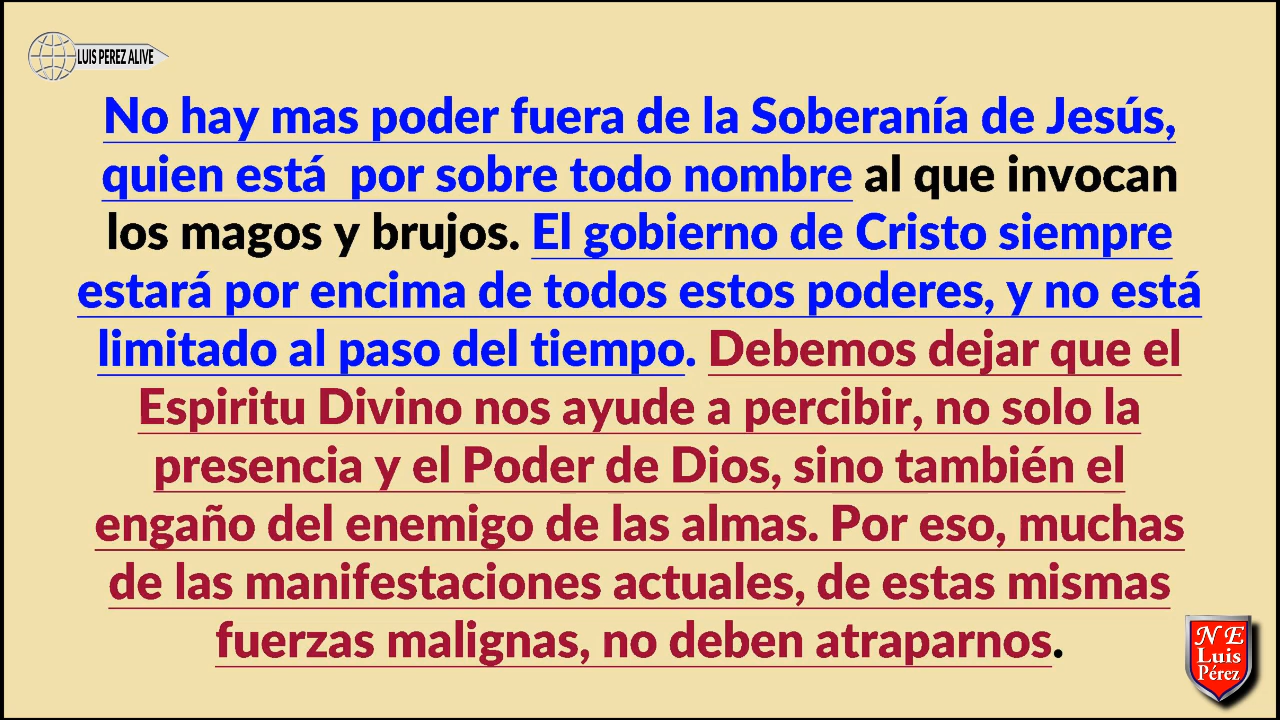 LUIS PEREZ ALIVE
No hay mas poder fuera de la Soberanía de Jesús,
quien está  por sobre todo nombre al que invocan
los magos y brujos. El gobierno de Cristo siempre
estará por encima de todos estos poderes, y no está
limitado al paso del tiempo. Debemos dejar que el
Espiritu Divino nos ayude a percibir, no solo la
presencia y el Poder de Dios, sino también el
engaño del enemigo de las almas. Por eso, muchas
de las manifestaciones actuales, de estas mismas
fuerzas malignas, no deben atraparnos.
N E
Luis
Pérez